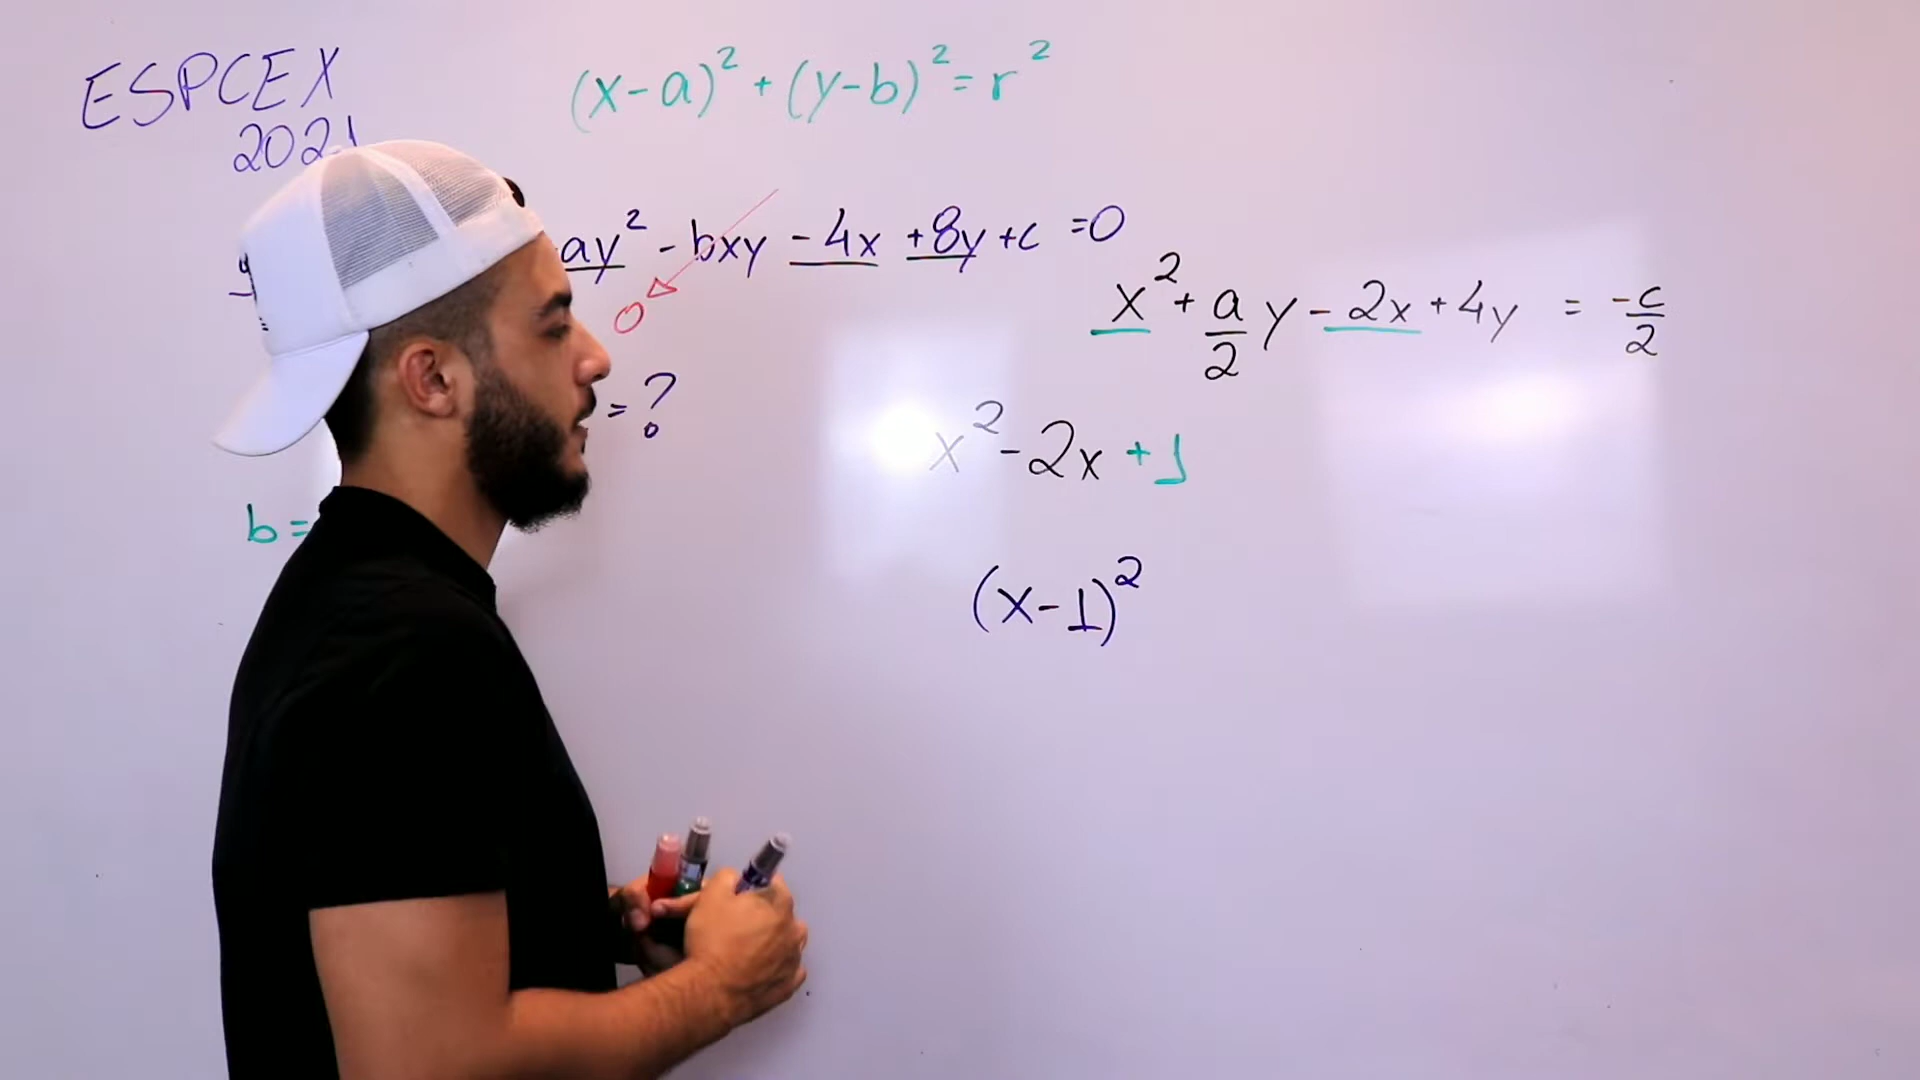 ESPCEX
2021
(x-a)² + (y-b)² = r²
ay² - bxy - 4x + 8y + c = 0
0
x² + a/2 y - 2x + 4y = -c/2
= ?
x² - 2x + 1
b =
(x-1)²